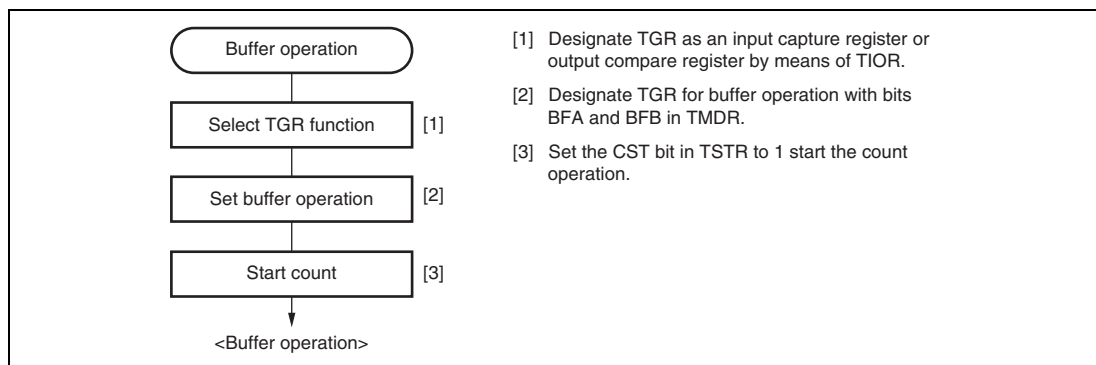 Buffer operation
Select TGR function [1]
Set buffer operation [2]
Start count [3]
<Buffer operation>
[1] Designate TGR as an input capture register or
output compare register by means of TIOR.
[2] Designate TGR for buffer operation with bits
BFA and BFB in TMDR.
[3] Set the CST bit in TSTR to 1 start the count
operation.